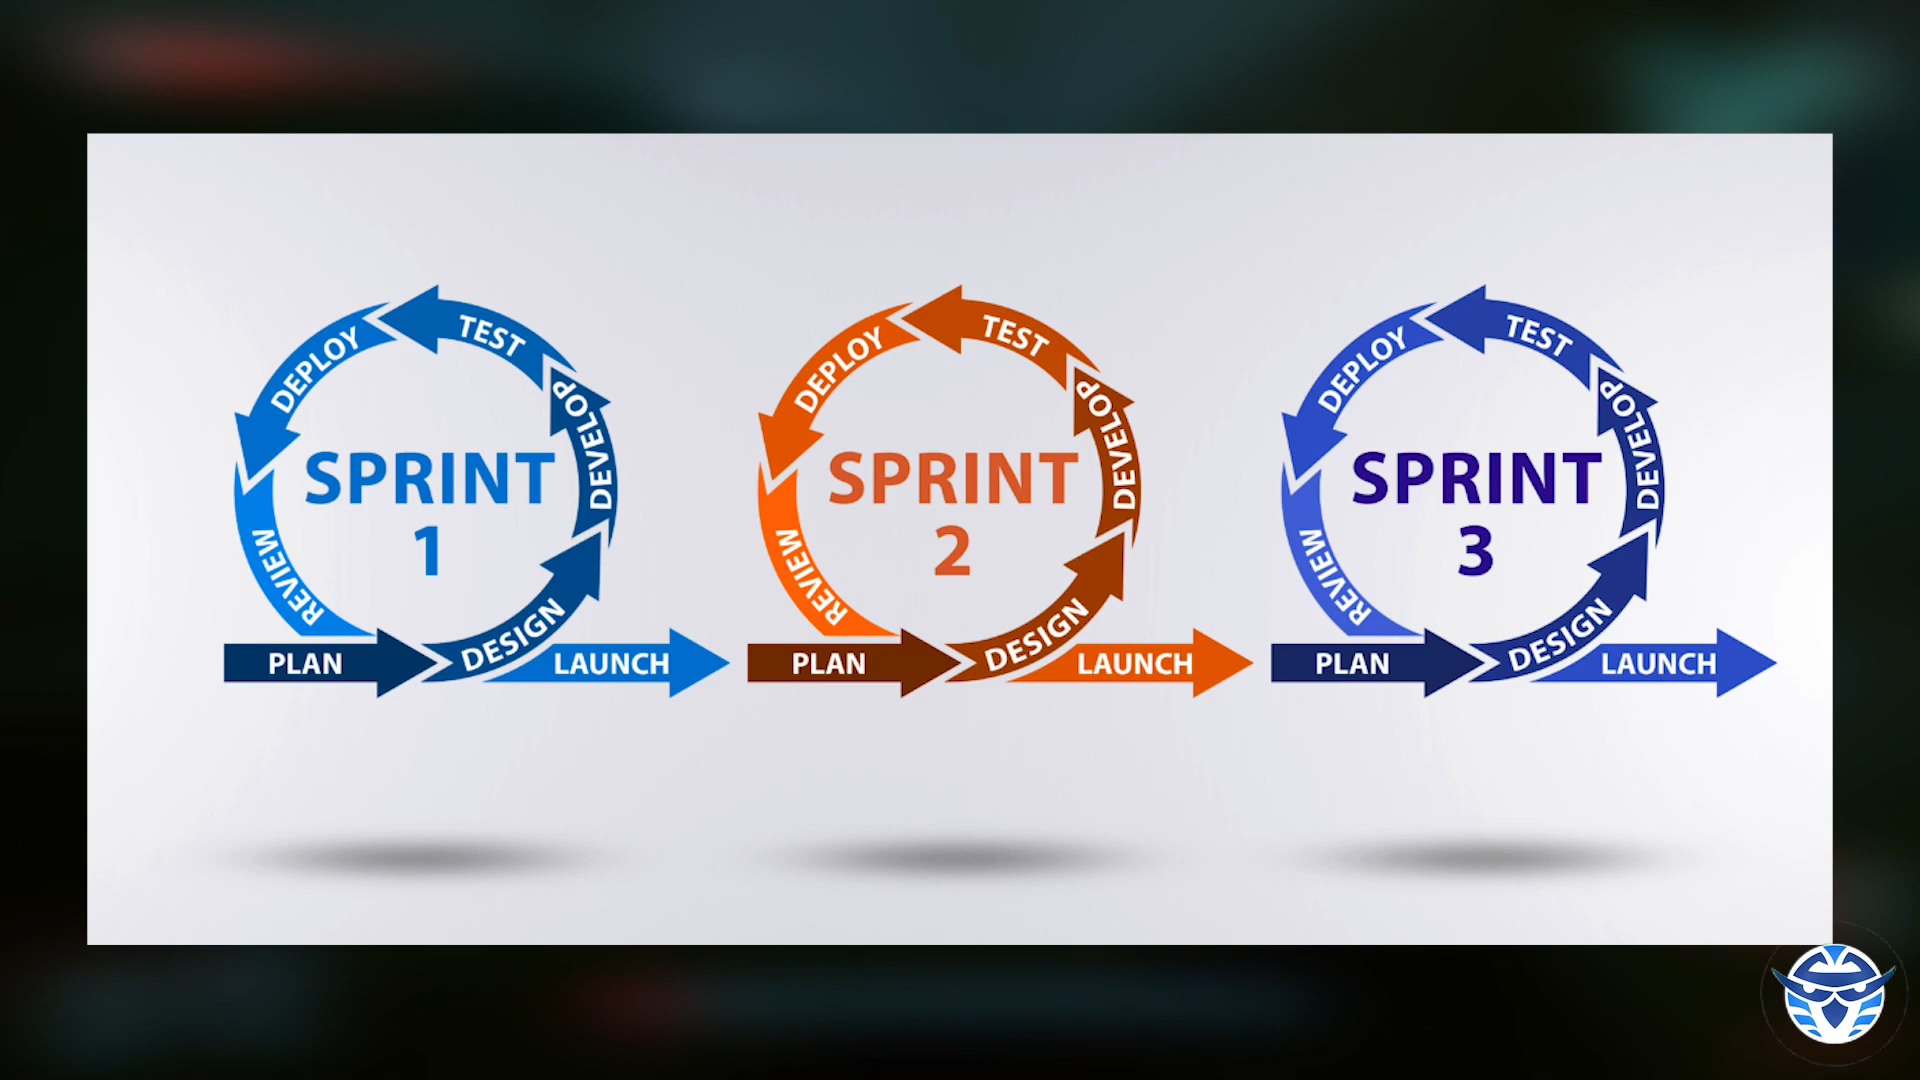 SPRINT
1
PLAN
DESIGN
DEVELOP
TEST
DEPLOY
REVIEW
LAUNCH
SPRINT
2
PLAN
DESIGN
DEVELOP
TEST
DEPLOY
REVIEW
LAUNCH
SPRINT
3
PLAN
DESIGN
DEVELOP
TEST
DEPLOY
REVIEW
LAUNCH